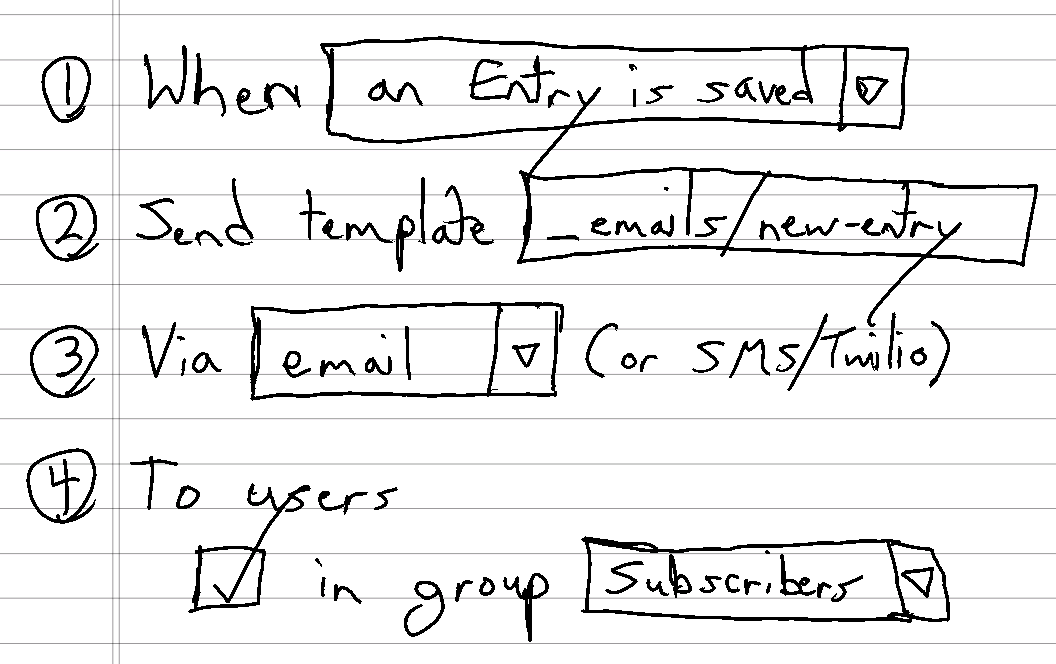 ① When an Entry is saved
② Send template _emails/new-entry
③ Via email (or SMS/Twilio)
④ To users
in group Subscribers